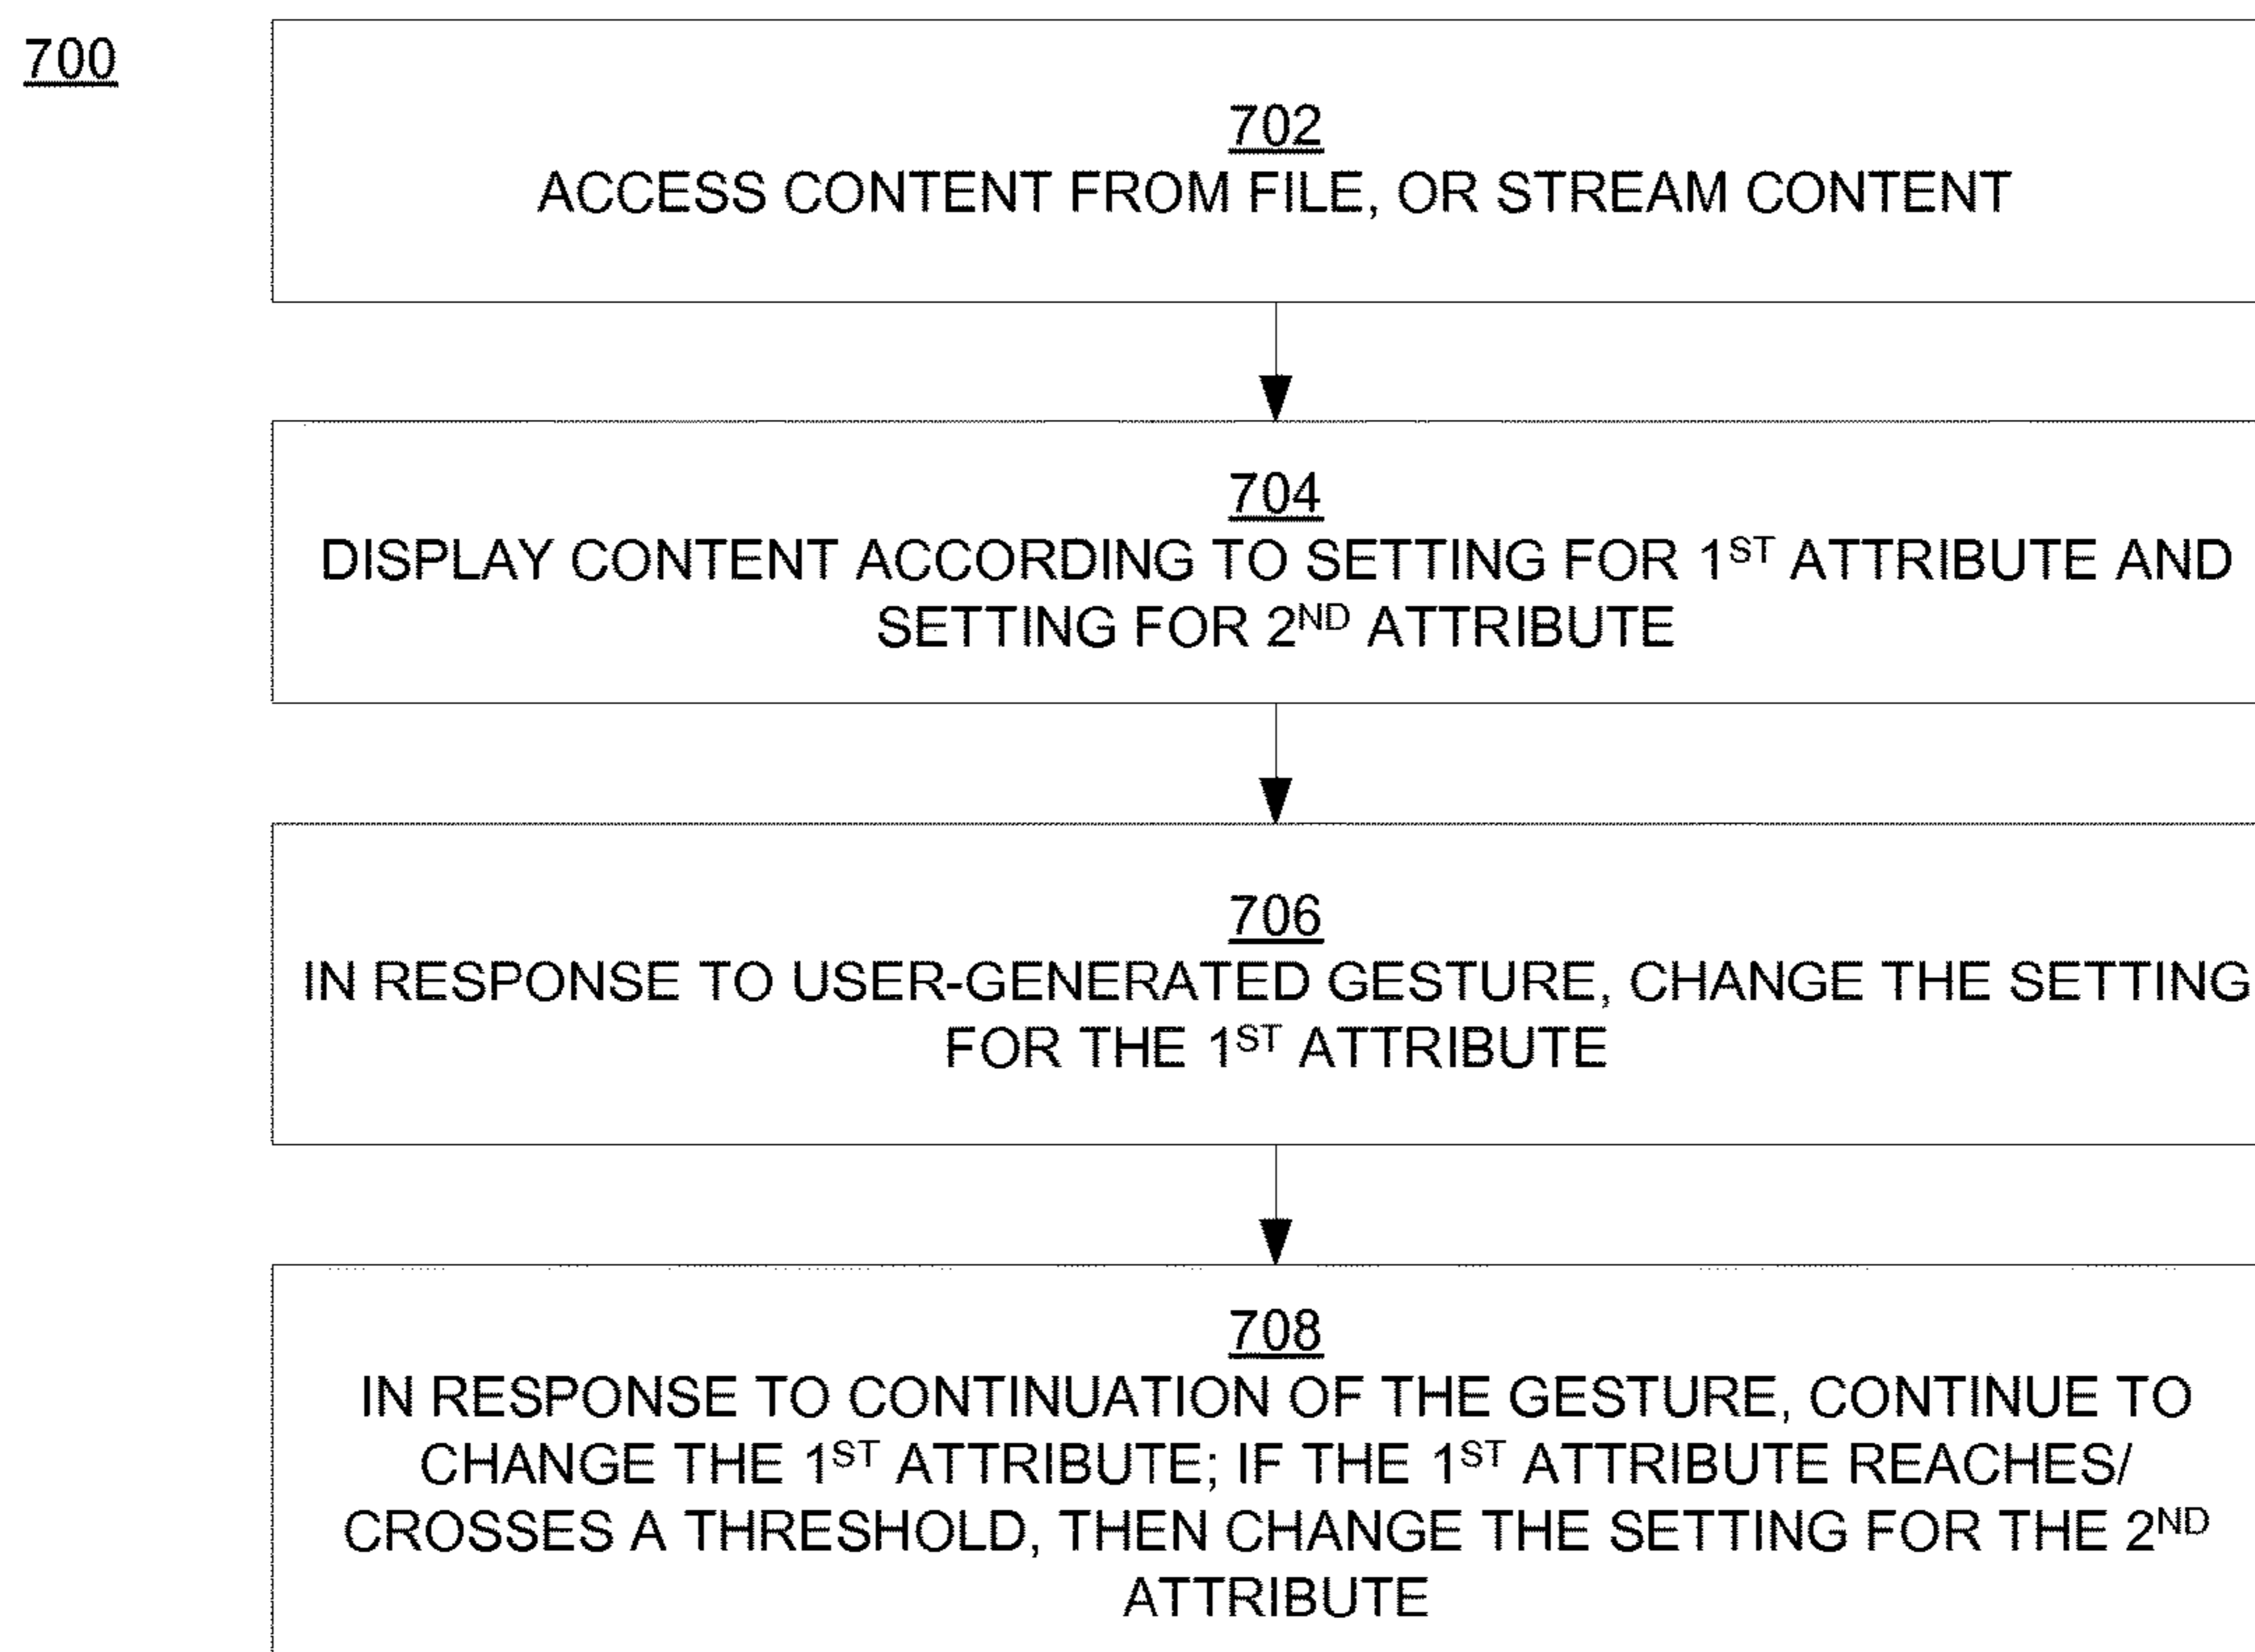 700
702
ACCESS CONTENT FROM FILE, OR STREAM CONTENT
704
DISPLAY CONTENT ACCORDING TO SETTING FOR 1ST ATTRIBUTE AND
SETTING FOR 2ND ATTRIBUTE
706
IN RESPONSE TO USER-GENERATED GESTURE, CHANGE THE SETTING
FOR THE 1ST ATTRIBUTE
708
IN RESPONSE TO CONTINUATION OF THE GESTURE, CONTINUE TO
CHANGE THE 1ST ATTRIBUTE; IF THE 1ST ATTRIBUTE REACHES/
CROSSES A THRESHOLD, THEN CHANGE THE SETTING FOR THE 2ND
ATTRIBUTE